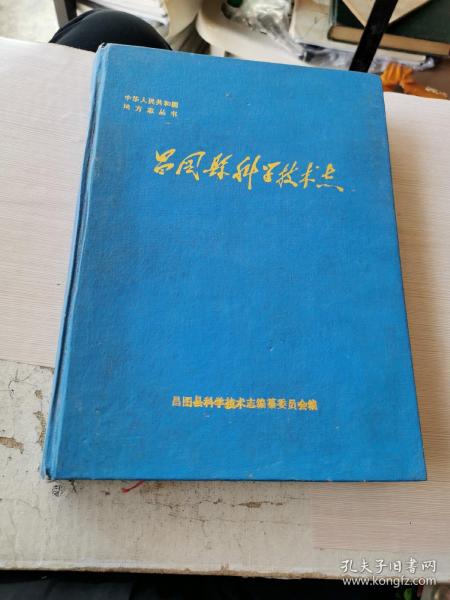 中华人民共和国
地方志丛书
昌图县科学技术志
昌图县科学技术志编纂委员会编
孔夫子旧书网
www.kongfz.com